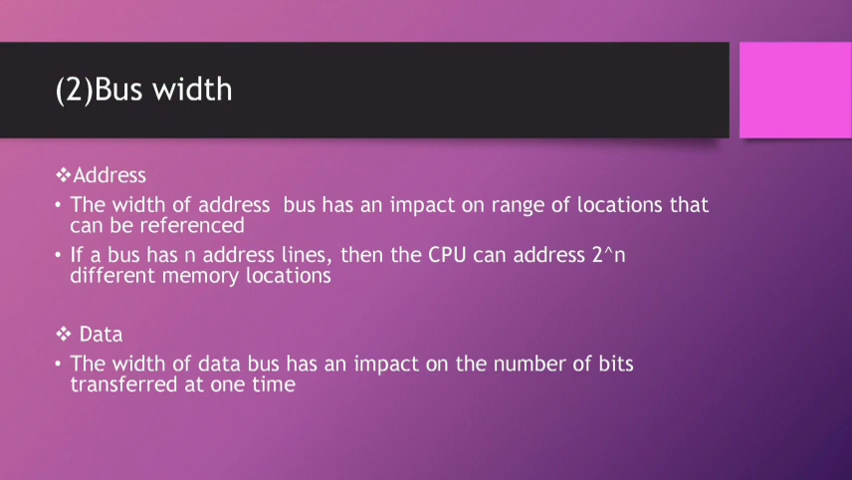 (2)Bus width
❖Address
• The width of address  bus has an impact on range of locations that
can be referenced
• If a bus has n address lines, then the CPU can address 2^n
different memory locations
❖ Data
• The width of data bus has an impact on the number of bits
transferred at one time